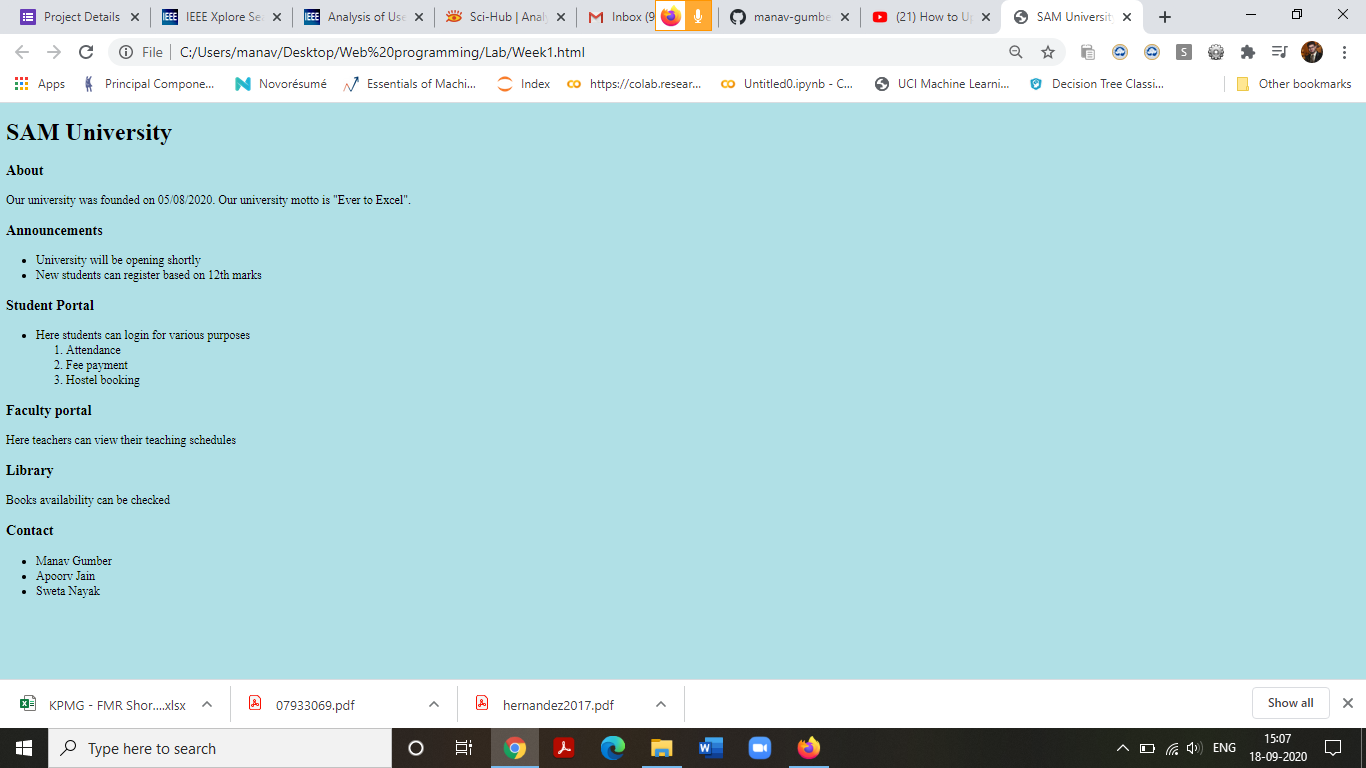 Project Details
IEEE Xplore Se
Analysis of Use
Sci-Hub | Anal
Inbox (9
manav-gumbe
(21) How to Up
SAM University
File
C:/Users/manav/Desktop/Web%20programming/Lab/Week1.html
Apps
Principal Compone...
Novorésumé
Essentials of Machi...
Index
https://colab.resear...
Untitled0.ipynb - C...
UCI Machine Learni...
Decision Tree Classi...
Other bookmarks
SAM University
About
Our university was founded on 05/08/2020. Our university motto is "Ever to Excel".
Announcements
• University will be opening shortly
• New students can register based on 12th marks
Student Portal
• Here students can login for various purposes
1. Attendance
2. Fee payment
3. Hostel booking
Faculty portal
Here teachers can view their teaching schedules
Library
Books availability can be checked
Contact
• Manav Gumber
• Apoorv Jain
• Sweta Nayak
KPMG - FMR Shor....xlsx
07933069.pdf
hernandez2017.pdf
Show all
Type here to search
ENG
15:07
18-09-2020